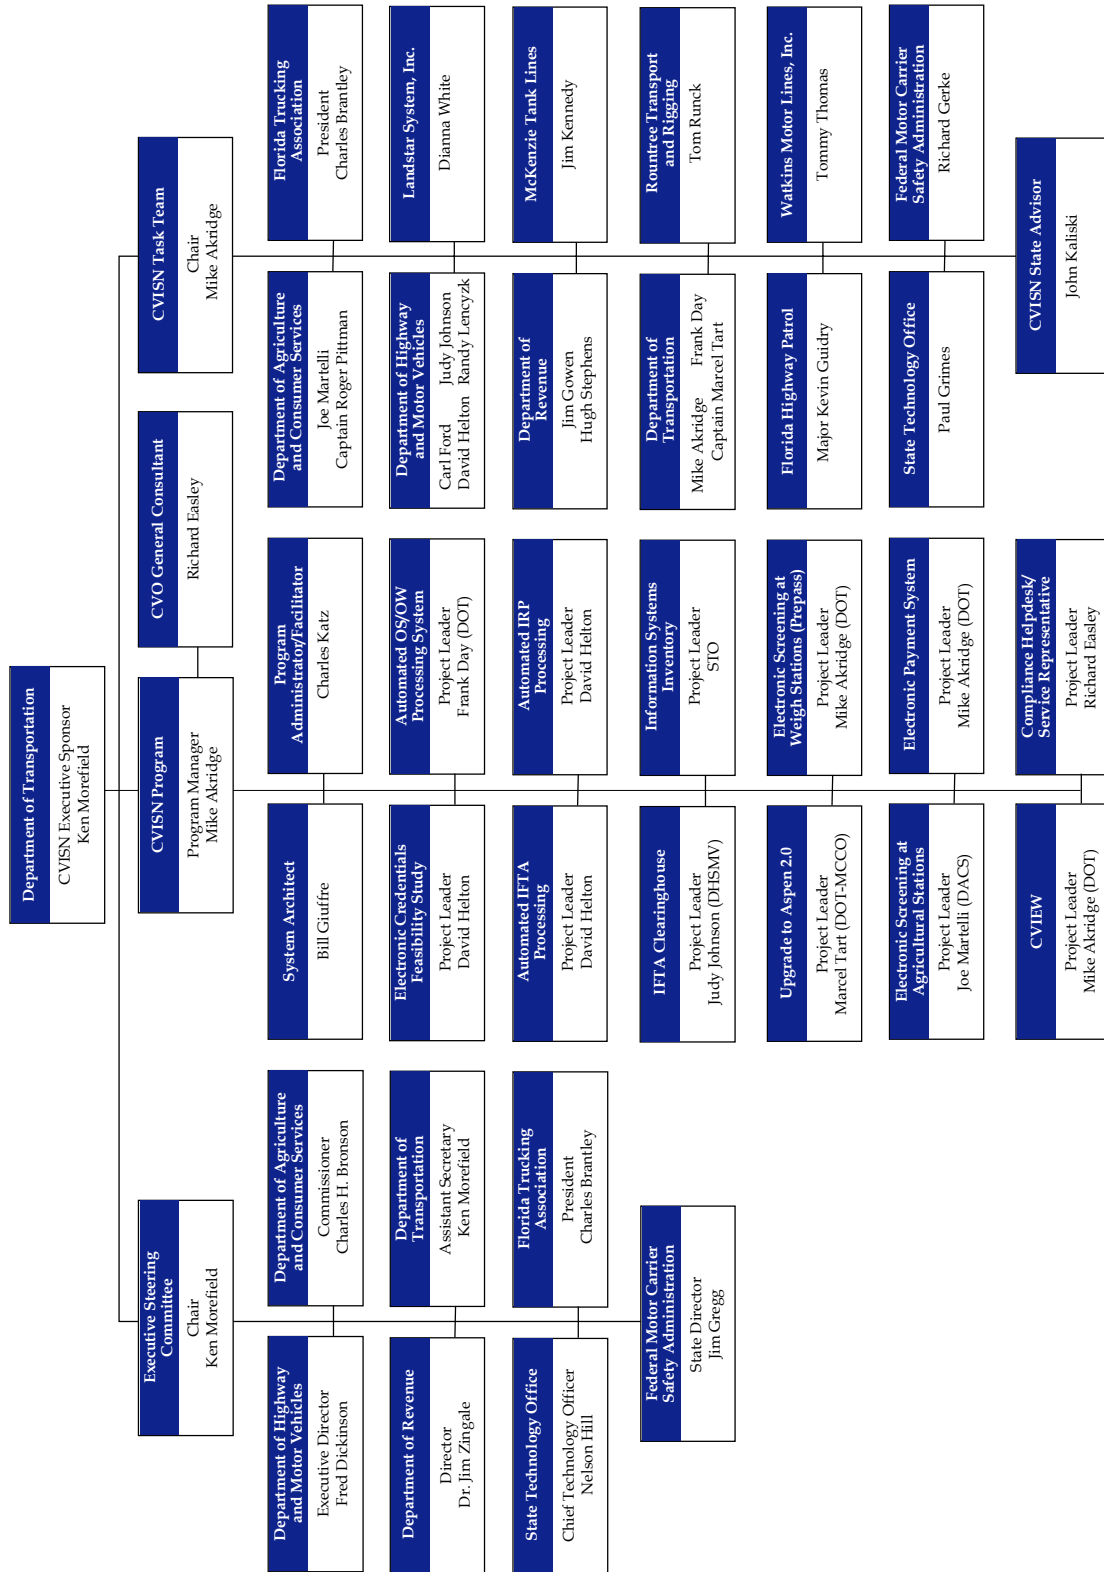 Department of Transportation
CVISN Executive Sponsor
Ken Morefield
Executive Steering
Committee
Chair
Ken Morefield
CVISN Program
Program Manager
Mike Akridge
CVO General Consultant
Richard Easley
CVISN Task Team
Chair
Mike Akridge
Department of Highway
and Motor Vehicles
Executive Director
Fred Dickinson
Department of Agriculture
and Consumer Services
Commissioner
Charles H. Bronson
Department of Revenue
Director
Dr. Jim Zingale
Department of
Transportation
Assistant Secretary
Ken Morefield
State Technology Office
Chief Technology Officer
Nelson Hill
Florida Trucking
Association
President
Charles Brantley
Federal Motor Carrier
Safety Administration
State Director
Jim Gregg
System Architect
Bill Giuffre
Program
Administrator/Facilitator
Charles Katz
Electronic Credentials
Feasibility Study
Project Leader
David Helton
Automated OS/OW
Processing System
Project Leader
Frank Day (DOT)
Automated IFTA
Processing
Project Leader
David Helton
Automated IRP
Processing
Project Leader
David Helton
IFTA Clearinghouse
Project Leader
Judy Johnson (DHSMV)
Information Systems
Inventory
Project Leader
STO
Upgrade to Aspen 2.0
Project Leader
Marcel Tart (DOT-MCCO)
Electronic Screening at
Weigh Stations (Prepass)
Project Leader
Mike Akridge (DOT)
Electronic Screening at
Agricultural Stations
Project Leader
Joe Martelli (DACS)
Electronic Payment System
Project Leader
Mike Akridge (DOT)
CVIEW
Project Leader
Mike Akridge (DOT)
Compliance Helpdesk/
Service Representative
Project Leader
Richard Easley
Department of Agriculture
and Consumer Services
Joe Martelli
Captain Roger Pittman
Florida Trucking
Association
President
Charles Brantley
Department of Highway
and Motor Vehicles
Carl Ford Judy Johnson
David Helton Randy Lencyzk
Landstar System, Inc.
Dianna White
Department of
Revenue
Jim Gowen
Hugh Stephens
McKenzie Tank Lines
Jim Kennedy
Department of
Transportation
Mike Akridge Frank Day
Captain Marcel Tart
Rountree Transport
and Rigging
Tom Runck
Florida Highway Patrol
Major Kevin Guidry
Watkins Motor Lines, Inc.
Tommy Thomas
State Technology Office
Paul Grimes
Federal Motor Carrier
Safety Administration
Richard Gerke
CVISN State Advisor
John Kaliski